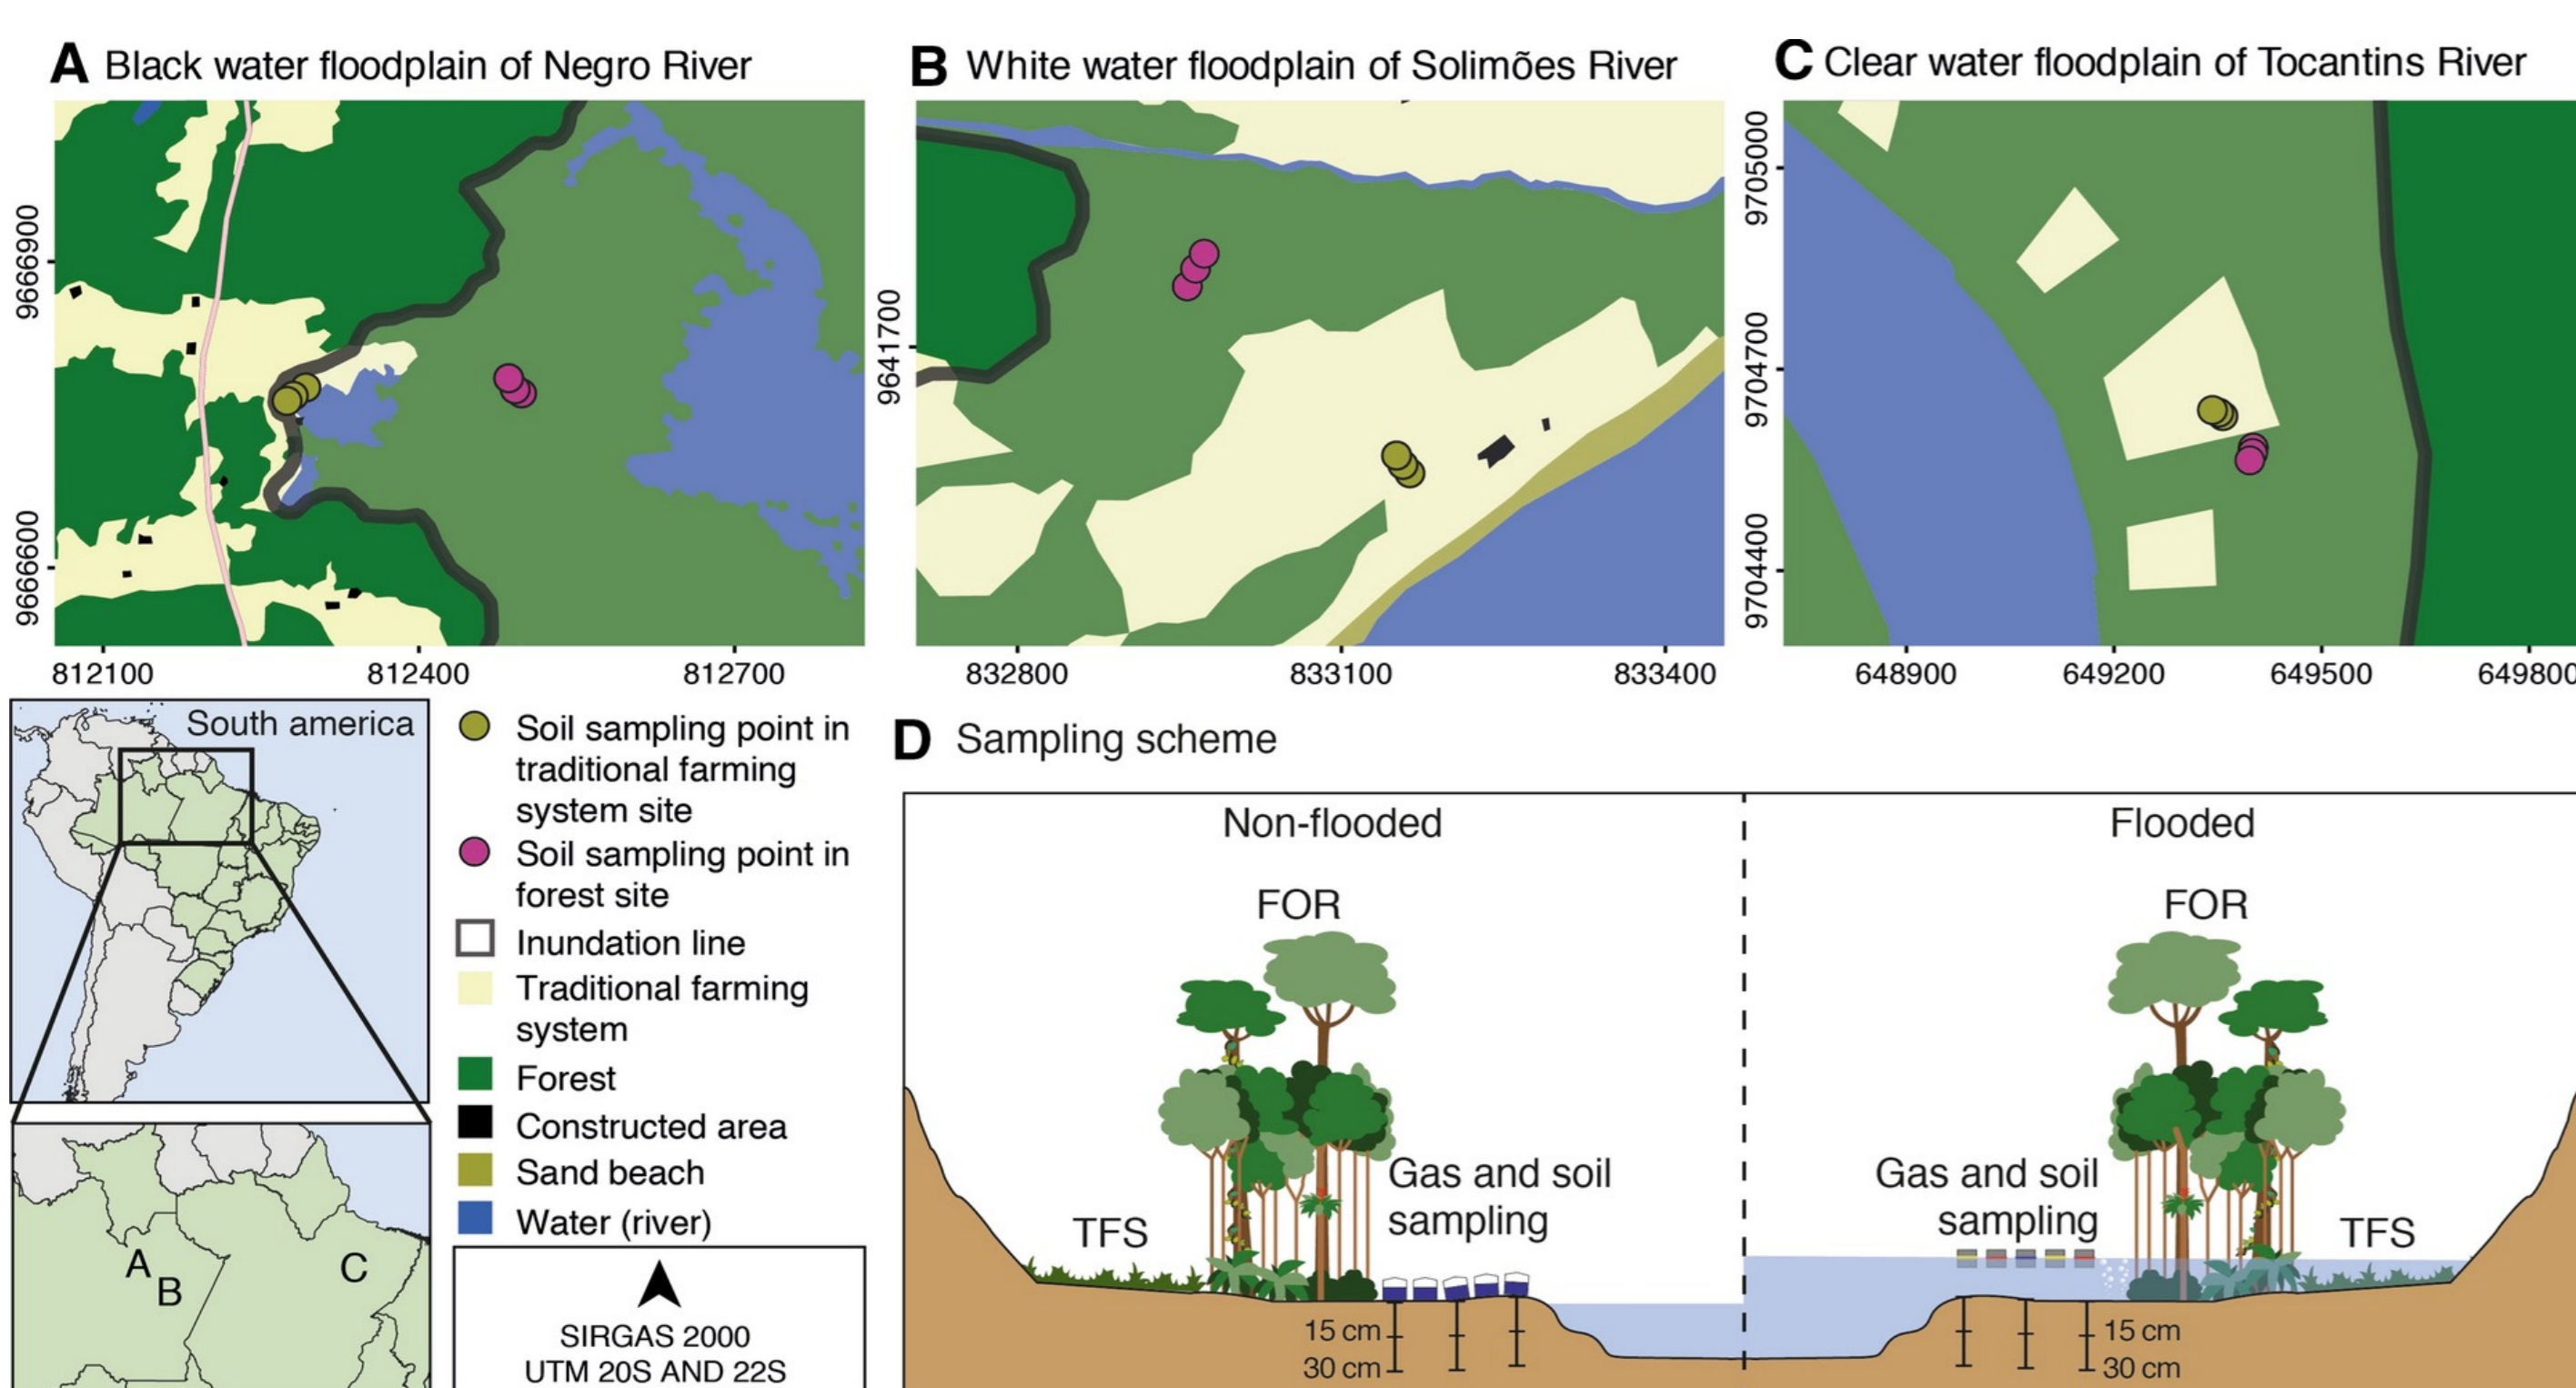 A Black water floodplain of Negro River
B White water floodplain of Solimões River
C Clear water floodplain of Tocantins River
9666900
9666600
812100
812400
812700
9641700
832800
833100
833400
9705000
9704700
9704400
648900
649200
649500
649800
South america
A
B
C
Soil sampling point in
traditional farming
system site
Soil sampling point in
forest site
Inundation line
Traditional farming
system
Forest
Constructed area
Sand beach
Water (river)
SIRGAS 2000
UTM 20S AND 22S
D Sampling scheme
Non-flooded
FOR
TFS
Gas and soil
sampling
15 cm
30 cm
Flooded
FOR
Gas and soil
sampling
TFS
15 cm
30 cm